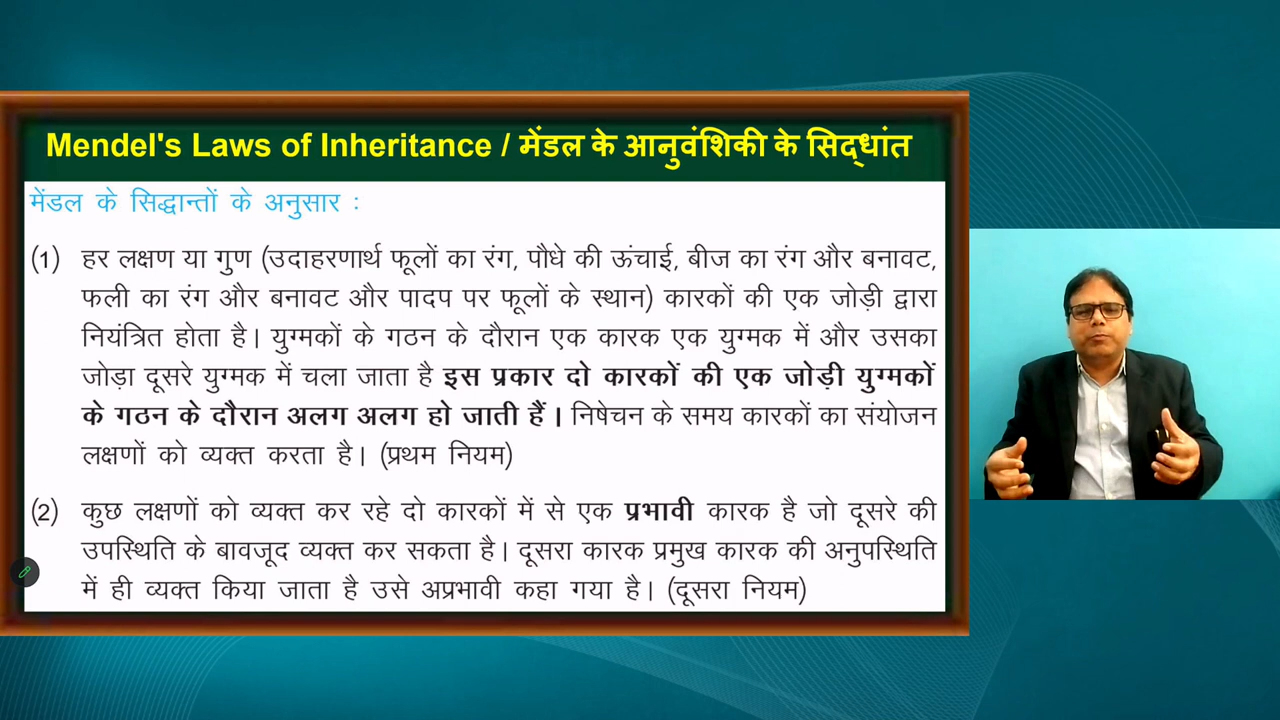 Mendel's Laws of Inheritance / मेंडल के आनुवंशिकी के सिद्धांत
मेंडल के सिद्धान्तों के अनुसार :
(1) हर लक्षण या गुण (उदाहरणार्थ फूलों का रंग, पौधे की ऊंचाई, बीज का रंग और बनावट,
फली का रंग और बनावट और पादप पर फूलों के स्थान) कारकों की एक जोड़ी द्वारा
नियंत्रित होता है। युग्मकों के गठन के दौरान एक कारक एक युग्मक में और उसका
जोड़ा दूसरे युग्मक में चला जाता है इस प्रकार दो कारकों की एक जोड़ी युग्मकों
के गठन के दौरान अलग अलग हो जाती हैं। निषेचन के समय कारकों का संयोजन
लक्षणों को व्यक्त करता है। (प्रथम नियम)
(2) कुछ लक्षणों को व्यक्त कर रहे दो कारकों में से एक प्रभावी कारक है जो दूसरे की
उपस्थिति के बावजूद व्यक्त कर सकता है। दूसरा कारक प्रमुख कारक की अनुपस्थिति
में ही व्यक्त किया जाता है उसे अप्रभावी कहा गया है। (दूसरा नियम)